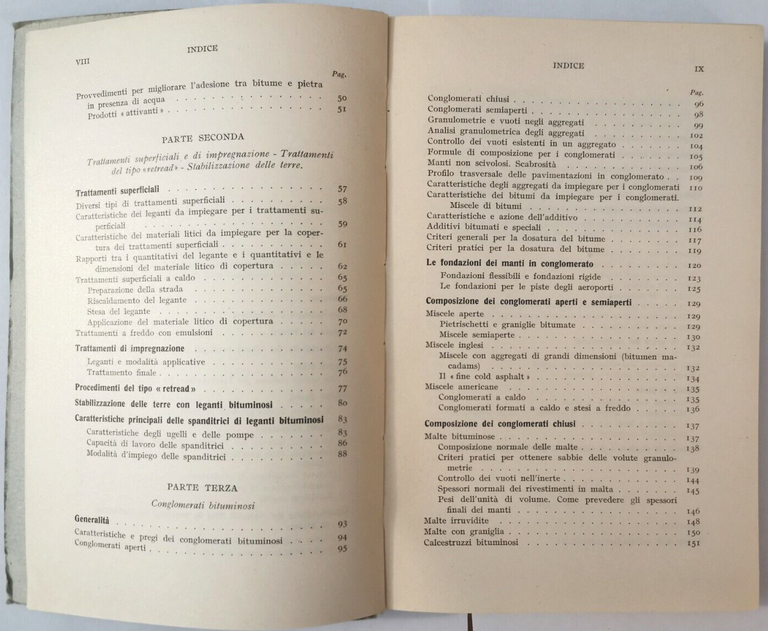 VIII
INDICE
Pag.
Provvedimenti per migliorare l'adesione tra bitume e pietra
in presenza di acqua . . . . . . . . . . . . . . 50
Prodotti « attivanti » . . . . . . . . . . . . . . 51
PARTE SECONDA
Trattamenti superficiali e di impregnazione - Trattamenti
del tipo «retread» - Stabilizzazione delle terre.
Trattamenti superficiali . . . . . . . . . . . . . . 57
Diversi tipi di trattamenti superficiali . . . . . . . . 58
Caratteristiche dei leganti da impiegare per i trattamenti su-
perficiali . . . . . . . . . . . . . . 59
Caratteristiche dei materiali litici da impiegare per la coper-
tura dei trattamenti superficiali . . . . . . . . . . 61
Rapporti tra i quantitativi del legante e i quantitativi e le
dimensioni del materiale litico di copertura . . . . . 62
Trattamenti superficiali a caldo . . . . . . . . . . . 65
Preparazione della strada . . . . . . . . . . . . 65
Riscaldamento del legante . . . . . . . . . . . . 66
Stesa del legante . . . . . . . . . . . . . . 68
Applicazione del materiale litico di copertura . . . . . 70
Trattamenti a freddo con emulsioni . . . . . . . . . . 72
Trattamenti di impregnazione . . . . . . . . . . . . 74
Leganti e modalità applicative . . . . . . . . . . . 75
Trattamento finale . . . . . . . . . . . . . . 76
Procedimenti del tipo « retread » . . . . . . . . . . 77
Stabilizzazione delle terre con leganti bituminosi . . . . . 80
Caratteristiche principali delle spanditrici di leganti bituminosi 83
Caratteristiche degli ugelli e delle pompe . . . . . . . 83
Capacità di lavoro delle spanditrici . . . . . . . . . 86
Modalità d'impiego delle spanditrici . . . . . . . . . 88
PARTE TERZA
Conglomerati bituminosi
Generalità . . . . . . . . . . . . . . 93
Caratteristiche e pregi dei conglomerati bituminosi . . . . . 94
Conglomerati aperti . . . . . . . . . . . . . . 95
INDICE
IX
Pag.
Conglomerati chiusi . . . . . . . . . . . . . . 96
Conglomerati semiaperti . . . . . . . . . . . . . . 98
Granulometrie e vuoti negli aggregati . . . . . . . . . 99
Analisi granulometrica degli aggregati . . . . . . . . . 102
Controllo dei vuoti esistenti in un aggregato . . . . . . . 104
Formule di composizione per i conglomerati . . . . . . . 105
Manti non scivolosi. Scabrosità . . . . . . . . . . . 106
Profilo trasversale delle pavimentazioni in conglomerato . . 109
Caratteristiche degli aggregati da impiegare per i conglomerati 110
Caratteristiche dei bitumi da impiegare per i conglomerati.
Miscele di bitumi . . . . . . . . . . . . . . 112
Caratteristiche e azione dell'additivo . . . . . . . . . 114
Additivi bitumati e speciali . . . . . . . . . . . . 116
Criteri generali per la dosatura del bitume . . . . . . . 117
Criteri pratici per la dosatura del bitume . . . . . . . . 119
Le fondazioni dei manti in conglomerato . . . . . . . . 120
Fondazioni flessibili e fondazioni rigide . . . . . . . . 123
Le fondazioni per le piste degli aeroporti . . . . . . . 125
Composizione dei conglomerati aperti e semiaperti . . . . . 129
Miscele aperte . . . . . . . . . . . . . . 129
Pietrischetti e graniglie bitumate . . . . . . . . . . 129
Miscele semiaperte . . . . . . . . . . . . . . 130
Miscele inglesi . . . . . . . . . . . . . . 132
Miscele con aggregati di grandi dimensioni (bitumen ma-
cadams) . . . . . . . . . . . . . . 132
Il « fine cold asphalt » . . . . . . . . . . . . . . 134
Miscele americane . . . . . . . . . . . . . . 135
Conglomerati a caldo . . . . . . . . . . . . . . 135
Conglomerati formati a caldo e stesi a freddo . . . . . . 136
Composizione dei conglomerati chiusi . . . . . . . . . 137
Malte bituminose . . . . . . . . . . . . . . 137
Composizione normale delle malte . . . . . . . . . . 138
Criteri pratici per ottenere sabbie delle volute granulo-
metrie . . . . . . . . . . . . . . 139
Controllo dei vuoti nell'inerte . . . . . . . . . . . 144
Spessori normali dei rivestimenti in malta . . . . . . . 145
Pesi dell'unità di volume. Come prevedere gli spessori
finali dei manti . . . . . . . . . . . . . . 146
Malte irruvidite . . . . . . . . . . . . . . 148
Malte con graniglia . . . . . . . . . . . . . . 150
Calcestruzzi bituminosi . . . . . . . . . . . . . . 151